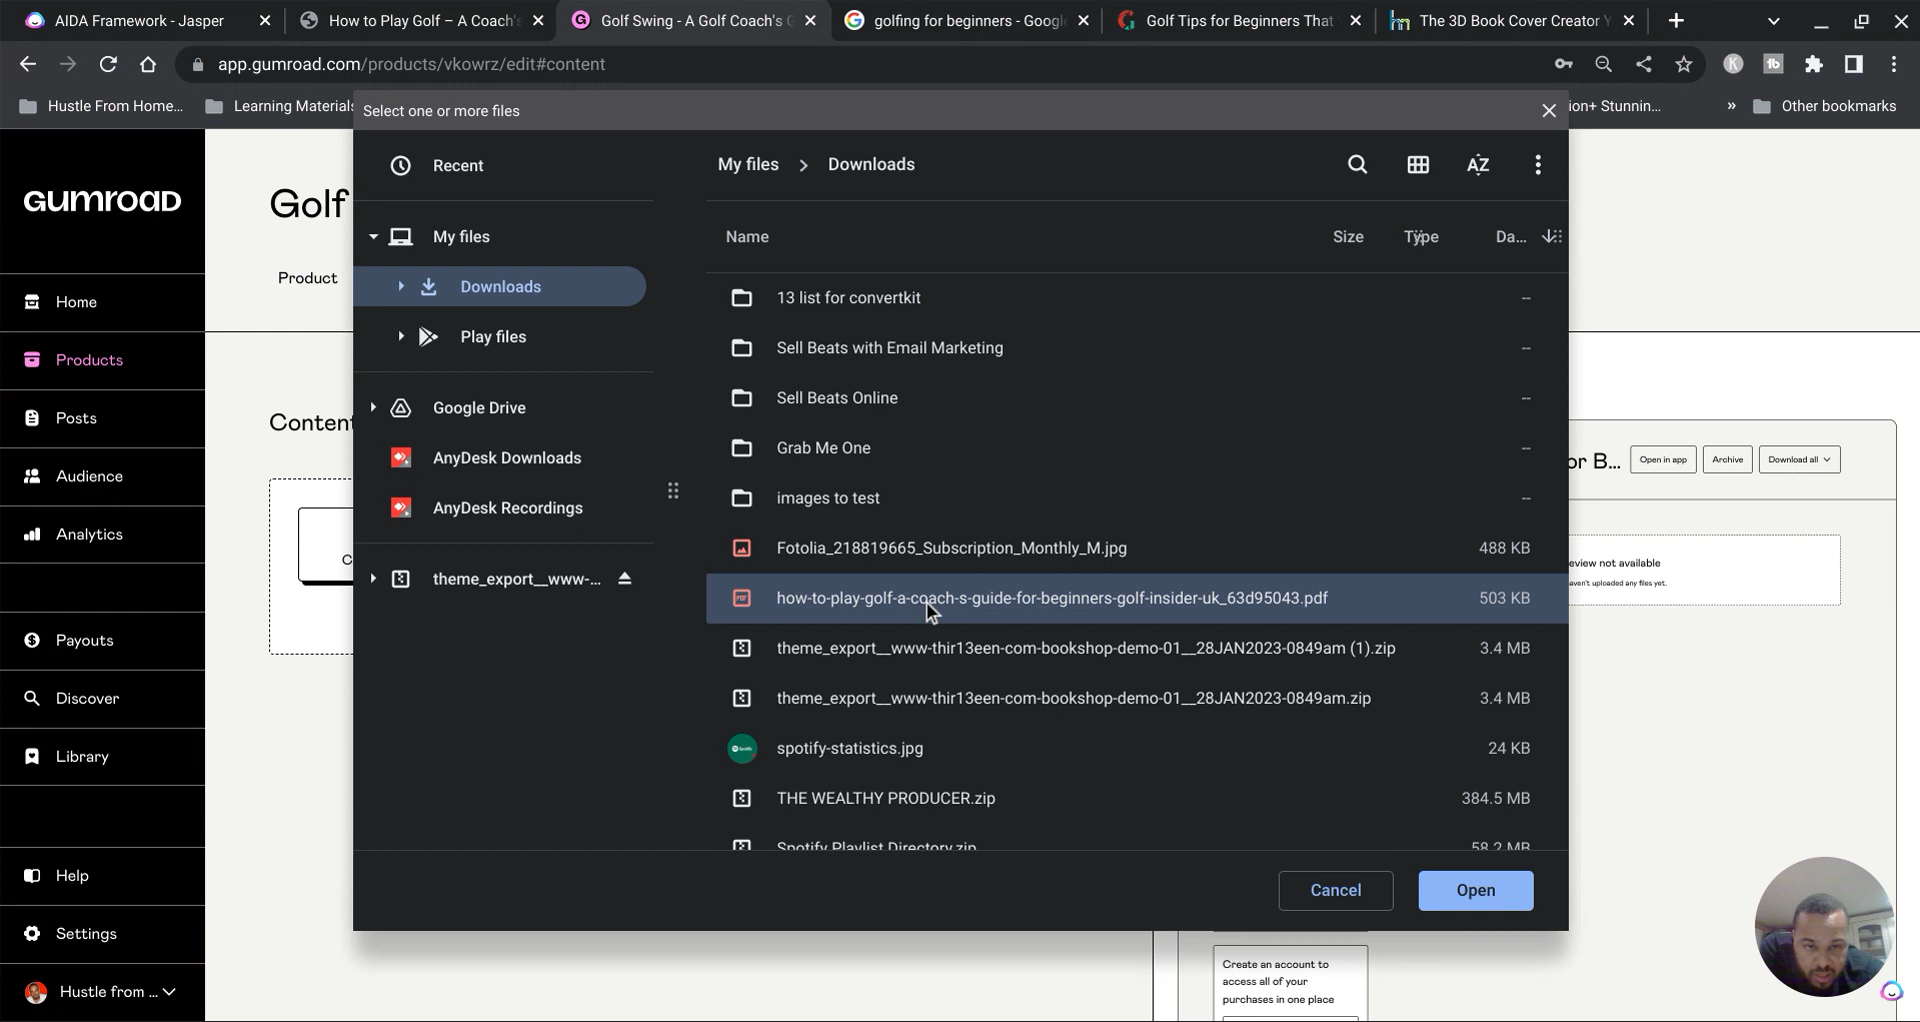 AIDA Framework - Jasper
How to Play Golf – A Coach's
Golf Swing - A Golf Coach's G
golfing for beginners - Google
Golf Tips for Beginners That
The 3D Book Cover Creator Y
app.gumroad.com/products/vkowrz/edit#content
Hustle From Home...
Learning Materials
ion+ Stunnin...
»
Other bookmarks
Select one or more files
GUMROAD
Home
Products
Posts
Audience
Analytics
Payouts
Discover
Library
Help
Settings
Hustle from ...
Golf
Product
Content
C
Recent
My files
Downloads
Play files
Google Drive
AnyDesk Downloads
AnyDesk Recordings
theme_export__www-...
My files > Downloads
AZ
Name Size Type Da...
13 list for convertkit --
Sell Beats with Email Marketing --
Sell Beats Online --
Grab Me One --
images to test --
Fotolia_218819665_Subscription_Monthly_M.jpg 488 KB
PDF how-to-play-golf-a-coach-s-guide-for-beginners-golf-insider-uk_63d95043.pdf 503 KB
theme_export__www-thir13een-com-bookshop-demo-01__28JAN2023-0849am (1).zip 3.4 MB
theme_export__www-thir13een-com-bookshop-demo-01__28JAN2023-0849am.zip 3.4 MB
spotify-statistics.jpg 24 KB
THE WEALTHY PRODUCER.zip 384.5 MB
Spotify Playlist Directory.zip 58.2 MB
Cancel Open
or B... Open in app Archive Download all
eview not available
aven't uploaded any files yet.
Create an account to
access all of your
purchases in one place